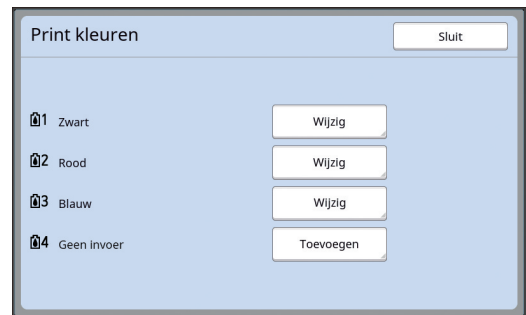 Print kleuren
Sluit
1 Zwart Wijzig
2 Rood Wijzig
3 Blauw Wijzig
4 Geen invoer Toevoegen